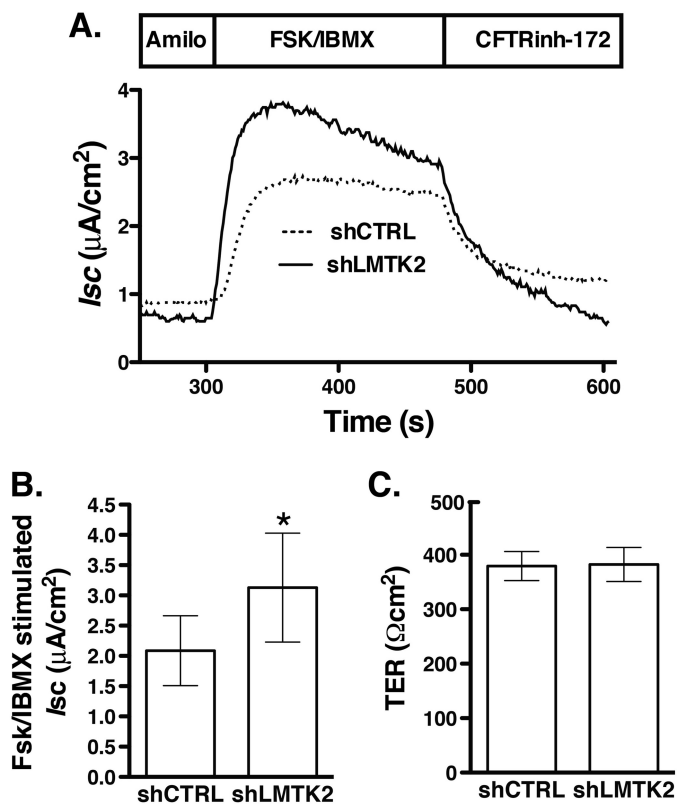 A.
Amilo FSK/IBMX CFTRinh-172
Isc (μA/cm²)
4
3
2
1
0
shCTRL
shLMTK2
300 400 500 600
Time (s)
B.
Fsk/IBMX stimulated
Isc (μA/cm²)
4.5
4.0
3.5
3.0
2.5
2.0
1.5
1.0
0.5
0.0
*
shCTRL shLMTK2
C.
TER (Ωcm²)
500
400
300
200
100
0
shCTRL shLMTK2